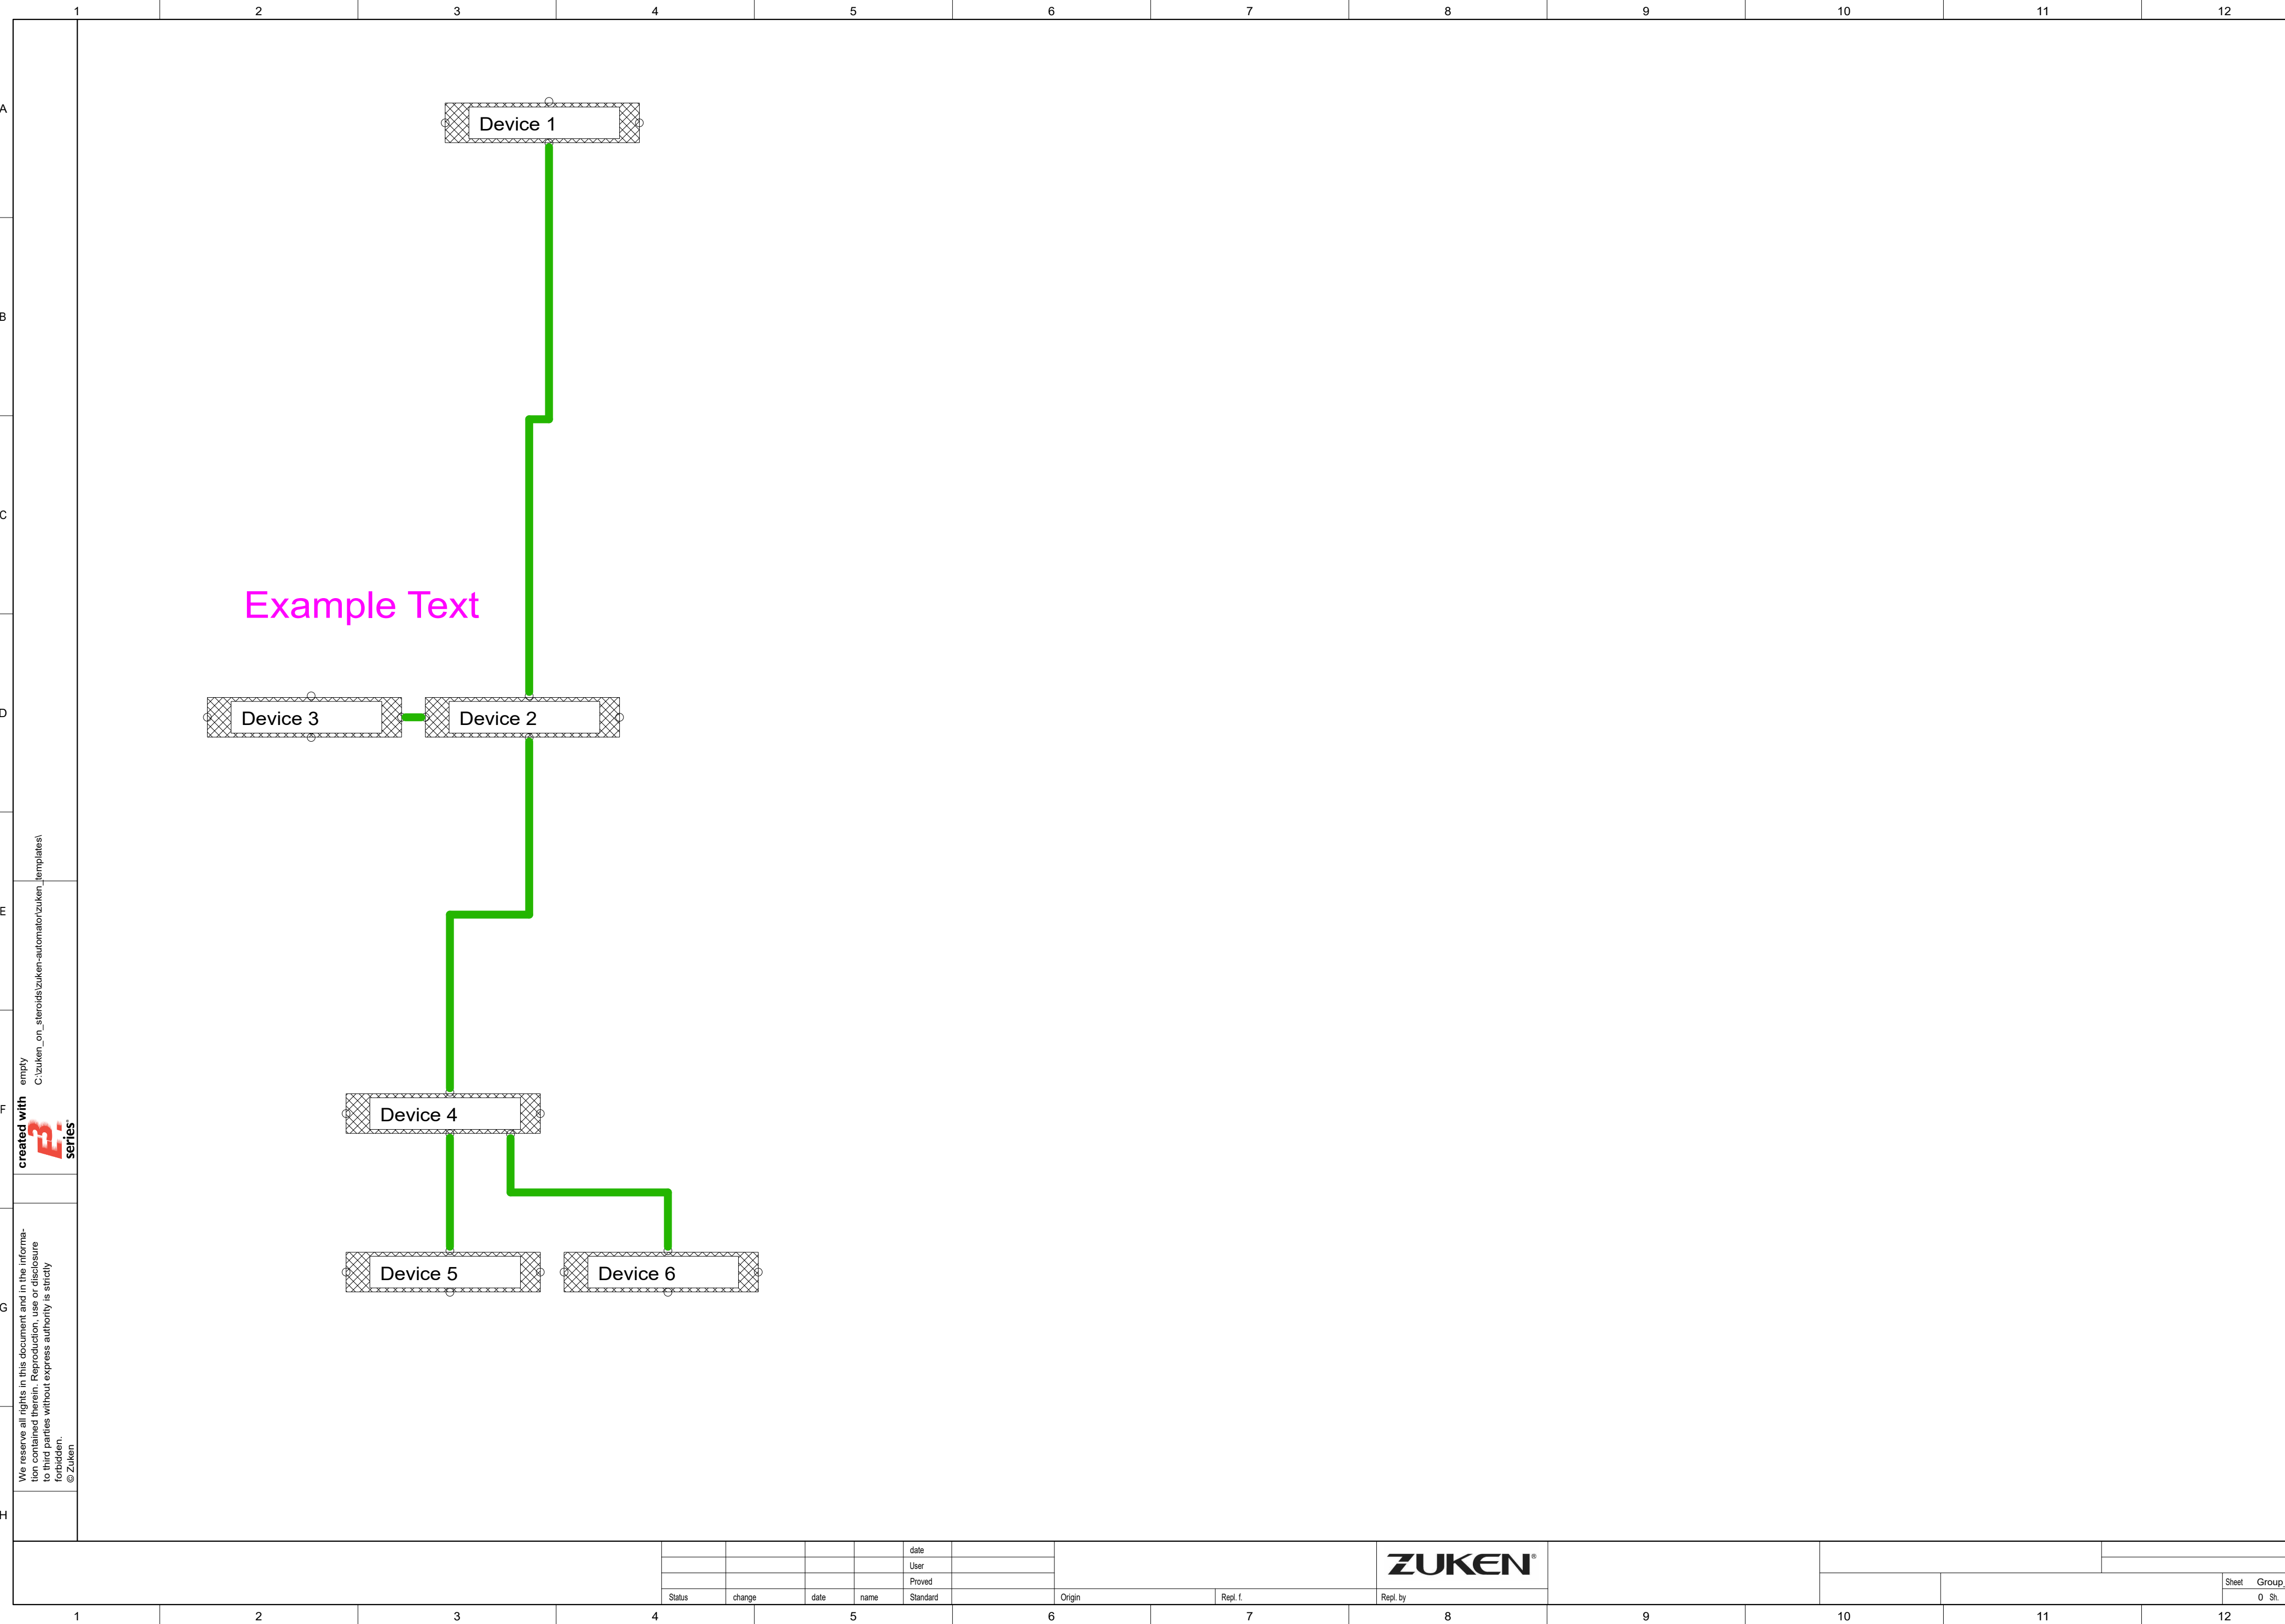 1 2 3 4 5 6 7 8 9 10 11 12
A
Device 1
B
C
Example Text
D
Device 3
Device 2
E
empty
C:\zuken_on_steroids\zuken-automator\zuken_templates\
F
created with
E3.
series
Device 4
Device 5
Device 6
G
We reserve all rights in this document and in the informa-
tion contained therein. Reproduction, use or disclosure
to third parties without express authority is strictly
forbidden.
© Zuken
H
date
User
Proved
Status change date name Standard Origin Repl. f. Repl. by
ZUKEN®
Sheet Group_
0 Sh.
1 2 3 4 5 6 7 8 9 10 11 12